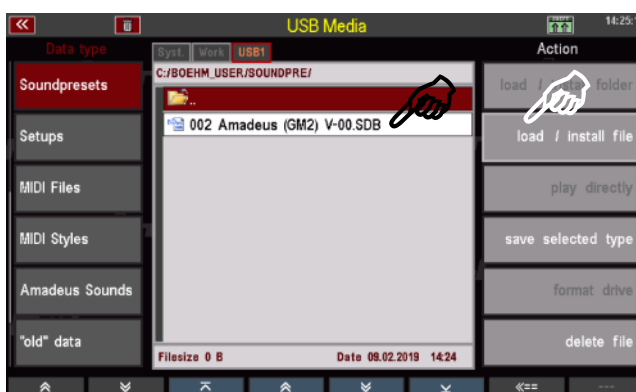 USB Media
14:25:
Data type
Syst. Work USB1
Action
C:/BOEHM_USER/SOUNDPRE/
Soundpresets
load / folder
..
002 Amadeus (GM2) V-00.SDB
Setups
load / install file
MIDI Files
play directly
MIDI Styles
save selected type
Amadeus Sounds
format drive
"old" data
delete file
Filesize 0 B
Date 09.02.2019 14:24
«==
---